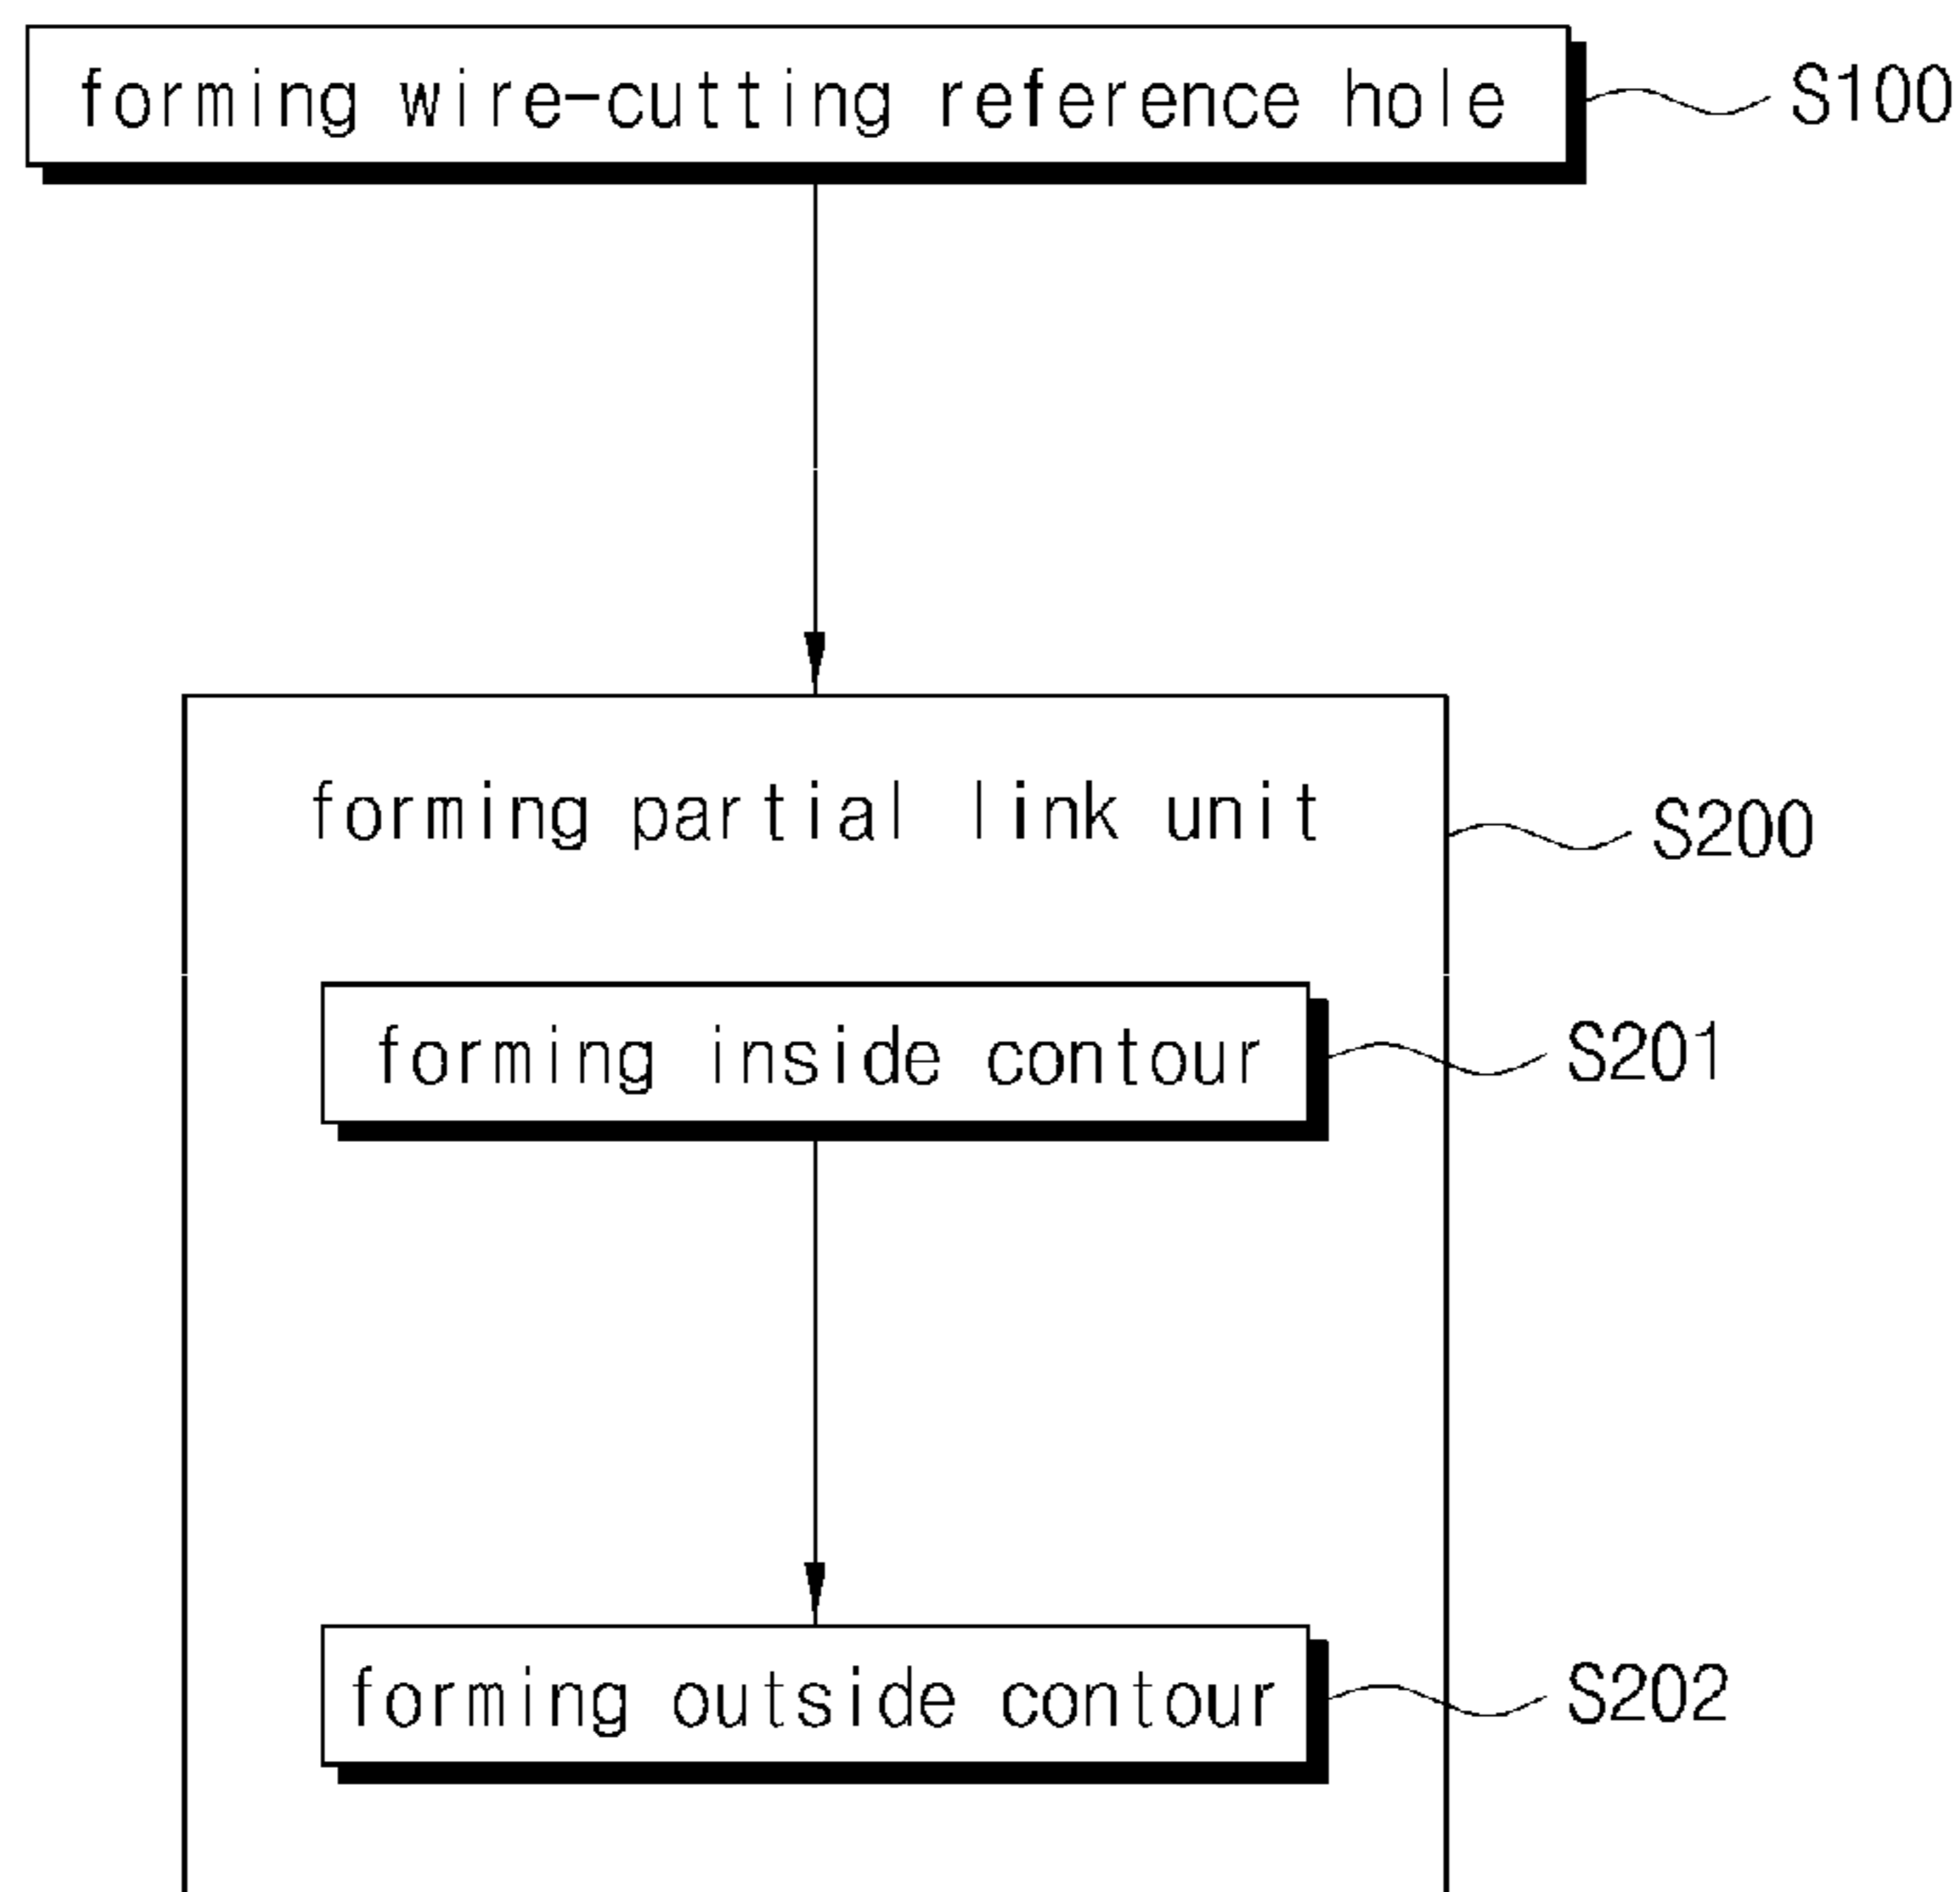 forming wire-cutting reference hole S100
forming partial link unit S200
forming inside contour S201
forming outside contour S202